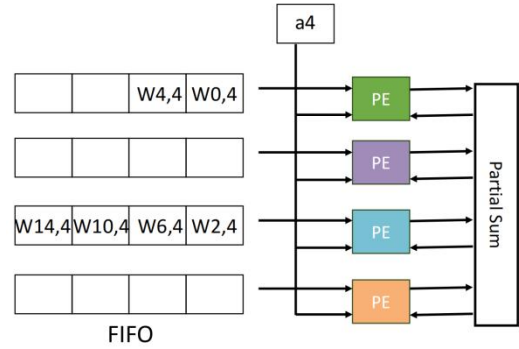 a4
W4,4 W0,4 PE
PE
W14,4 W10,4 W6,4 W2,4 PE
PE
Partial Sum
FIFO